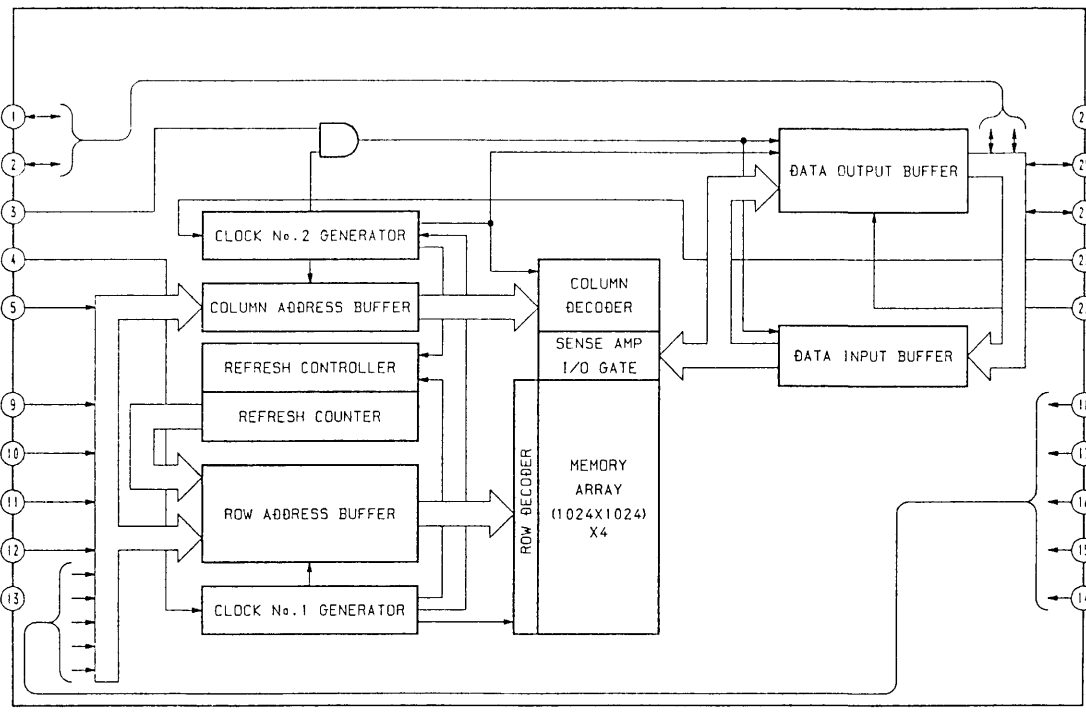 1
2
3
4
5
9
10
11
12
13
CLOCK No.2 GENERATOR
COLUMN ADDRESS BUFFER
REFRESH CONTROLLER
REFRESH COUNTER
ROW ADDRESS BUFFER
CLOCK No.1 GENERATOR
COLUMN
DECODER
SENSE AMP
I/O GATE
ROW DECODER
MEMORY
ARRAY
(1024X1024)
X4
DATA OUTPUT BUFFER
DATA INPUT BUFFER